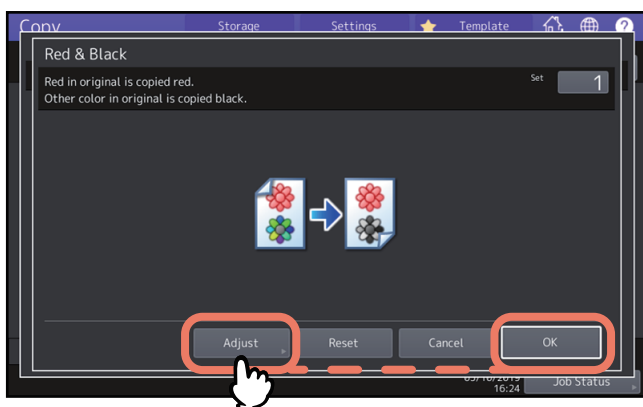 Copy Storage Settings Template ?
Red & Black
Red in original is copied red.
Other color in original is copied black.
Set 1
Adjust Reset Cancel OK
16:24 Job Status